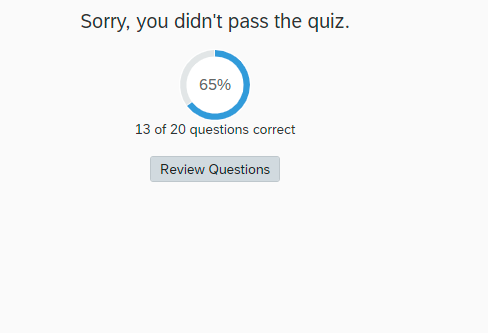 Sorry, you didn't pass the quiz.
65%
13 of 20 questions correct
Review Questions